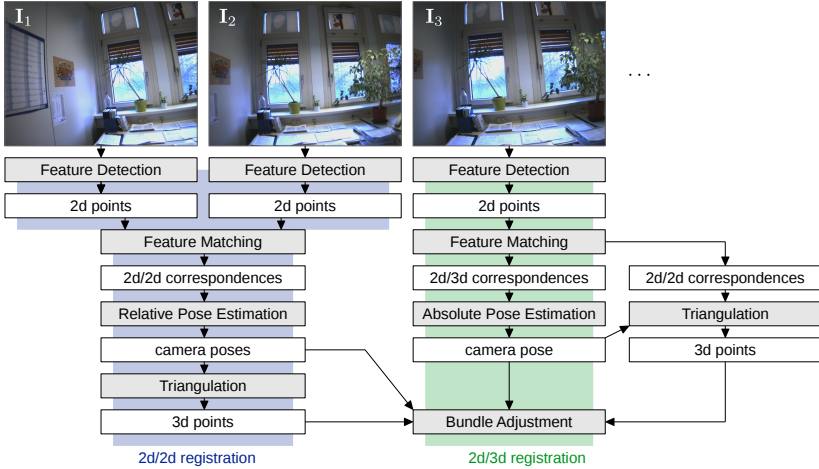 I1 I2 I3 ...
Feature Detection Feature Detection Feature Detection
2d points 2d points 2d points
Feature Matching Feature Matching
2d/2d correspondences 2d/3d correspondences 2d/2d correspondences
Relative Pose Estimation Absolute Pose Estimation Triangulation
camera poses camera pose 3d points
Triangulation
3d points Bundle Adjustment
2d/2d registration 2d/3d registration